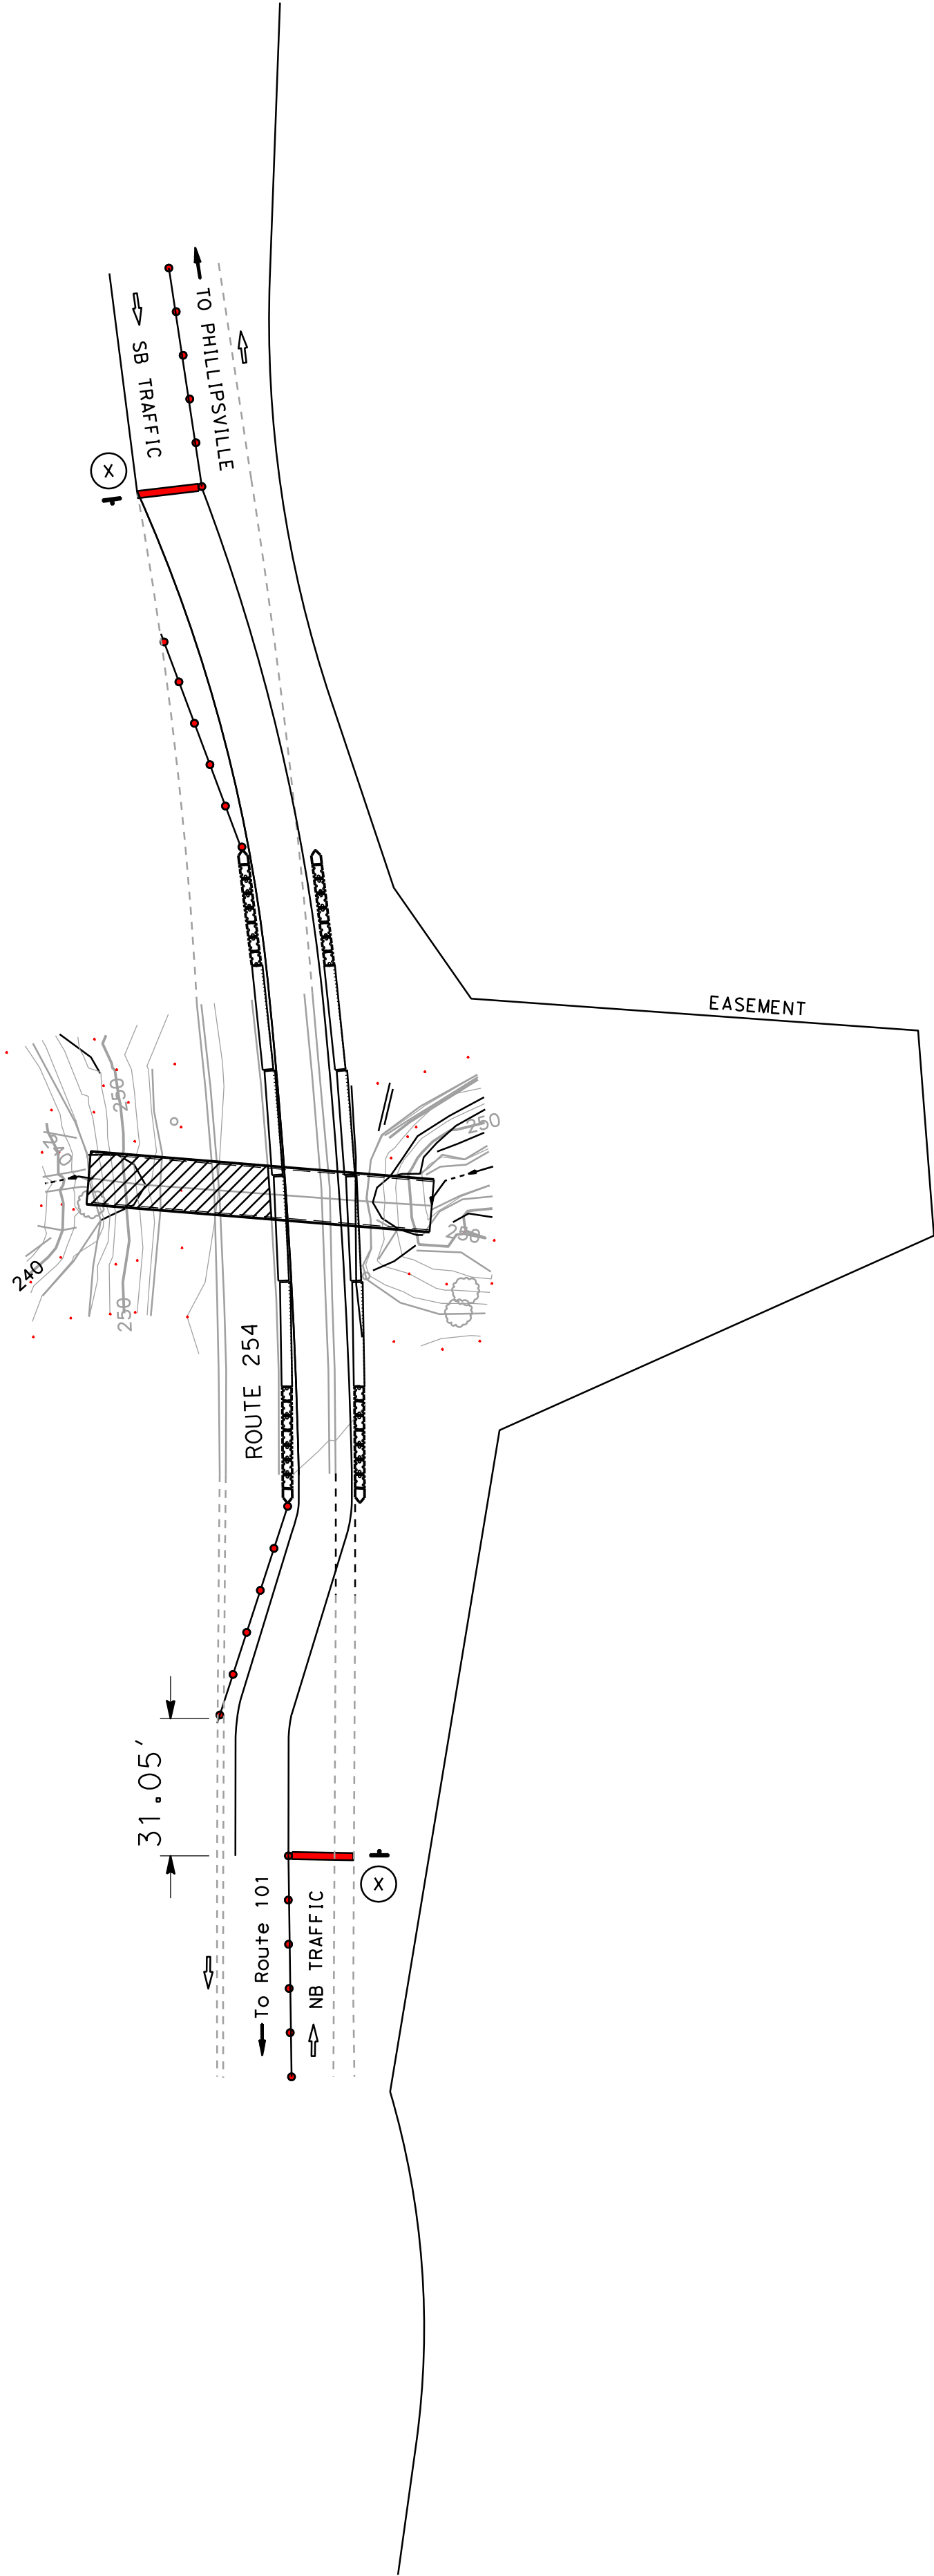 TO PHILLIPSVILLE
SB TRAFFIC
X
EASEMENT
250
250
240
250
240
250
ROUTE 254
31.05'
X
To Route 101
NB TRAFFIC